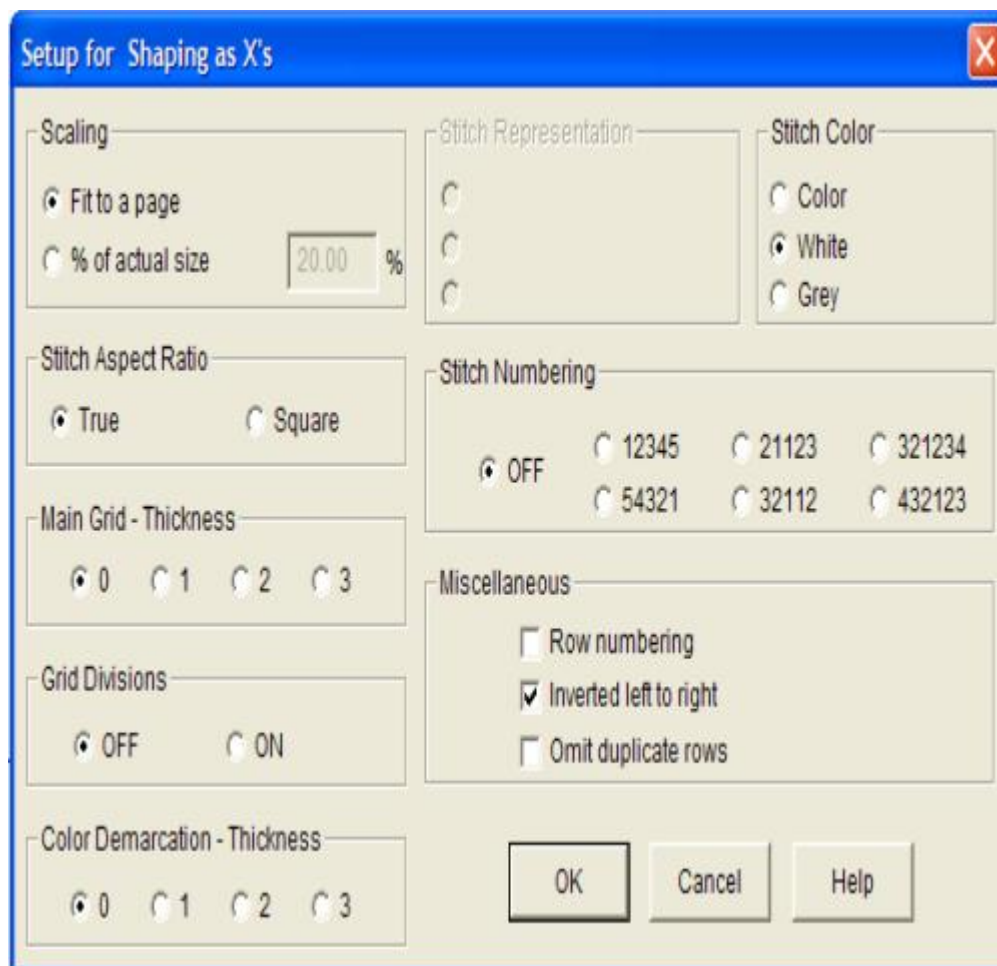 Setup for Shaping as X's
Scaling
Fit to a page
% of actual size 20.00 %
Stitch Representation
Stitch Color
Color
White
Grey
Stitch Aspect Ratio
True Square
Stitch Numbering
OFF
12345 21123 321234
54321 32112 432123
Main Grid - Thickness
0 1 2 3
Miscellaneous
Row numbering
Inverted left to right
Omit duplicate rows
Grid Divisions
OFF ON
Color Demarcation - Thickness
0 1 2 3
OK Cancel Help